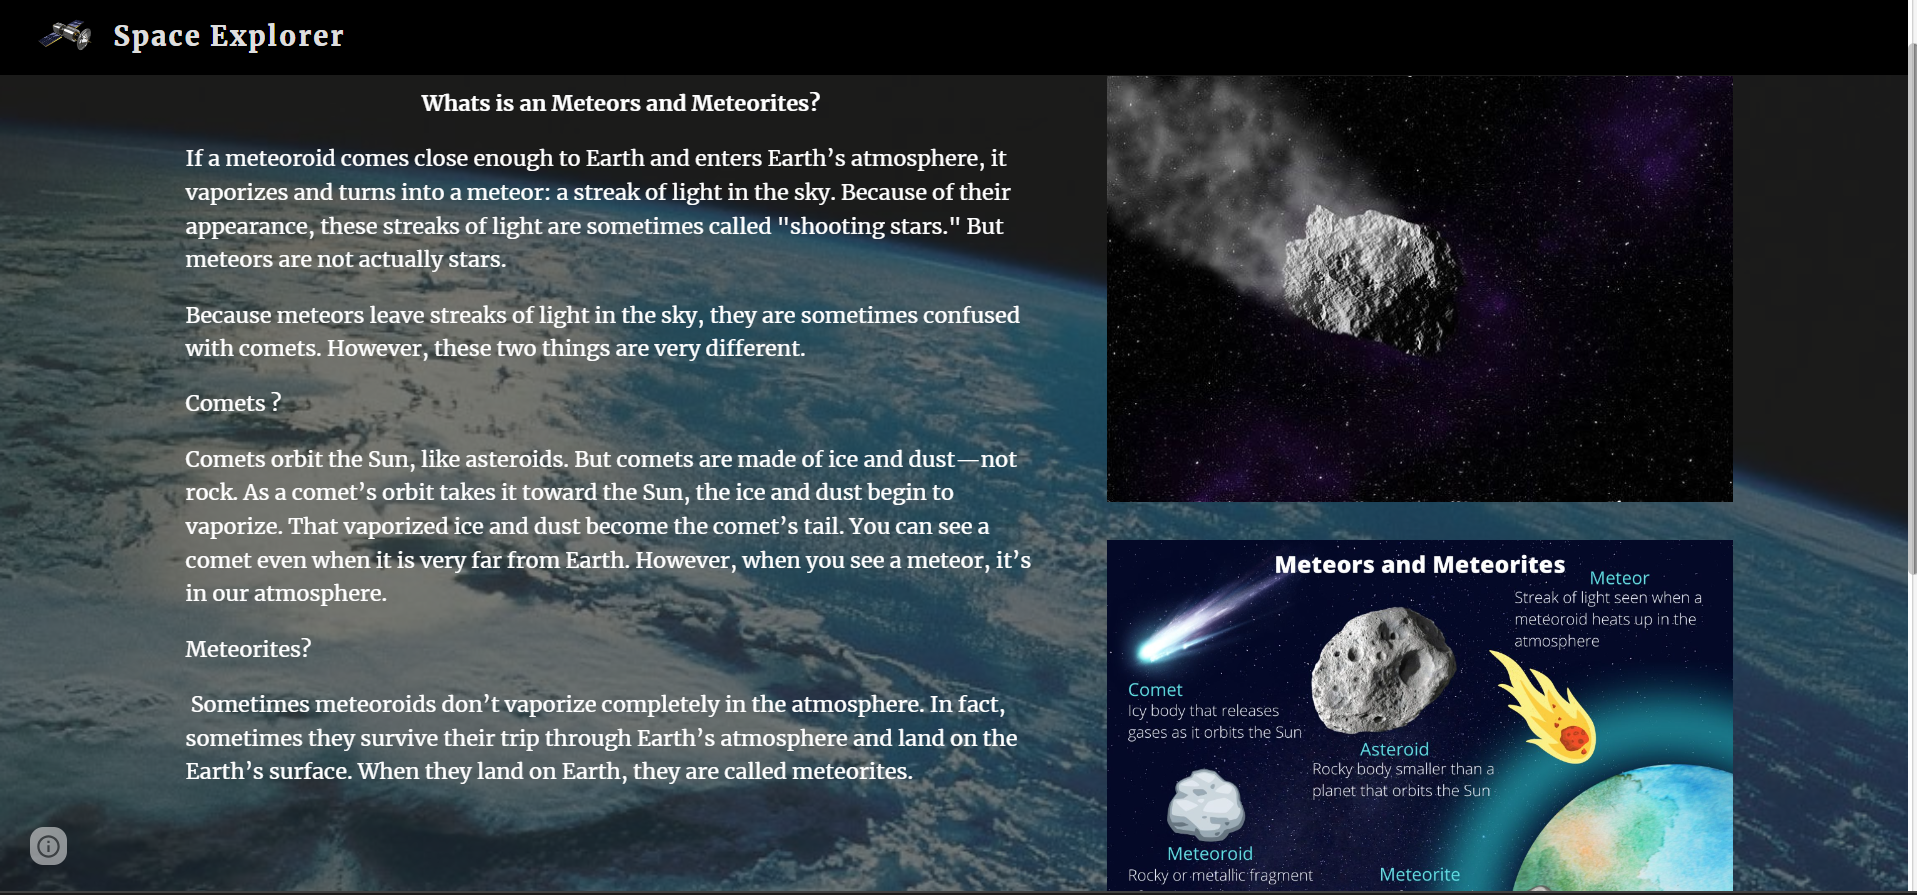 Space Explorer
Whats is an Meteors and Meteorites?
If a meteoroid comes close enough to Earth and enters Earth’s atmosphere, it
vaporizes and turns into a meteor: a streak of light in the sky. Because of their
appearance, these streaks of light are sometimes called "shooting stars." But
meteors are not actually stars.
Because meteors leave streaks of light in the sky, they are sometimes confused
with comets. However, these two things are very different.
Comets ?
Comets orbit the Sun, like asteroids. But comets are made of ice and dust—not
rock. As a comet’s orbit takes it toward the Sun, the ice and dust begin to
vaporize. That vaporized ice and dust become the comet’s tail. You can see a
comet even when it is very far from Earth. However, when you see a meteor, it’s
in our atmosphere.
Meteorites?
Sometimes meteoroids don’t vaporize completely in the atmosphere. In fact,
sometimes they survive their trip through Earth’s atmosphere and land on the
Earth’s surface. When they land on Earth, they are called meteorites.
Meteors and Meteorites
Meteor
Streak of light seen when a
meteoroid heats up in the
atmosphere
Comet
Icy body that releases
gases as it orbits the Sun
Asteroid
Rocky body smaller than a
planet that orbits the Sun
Meteoroid
Rocky or metallic fragment
Meteorite